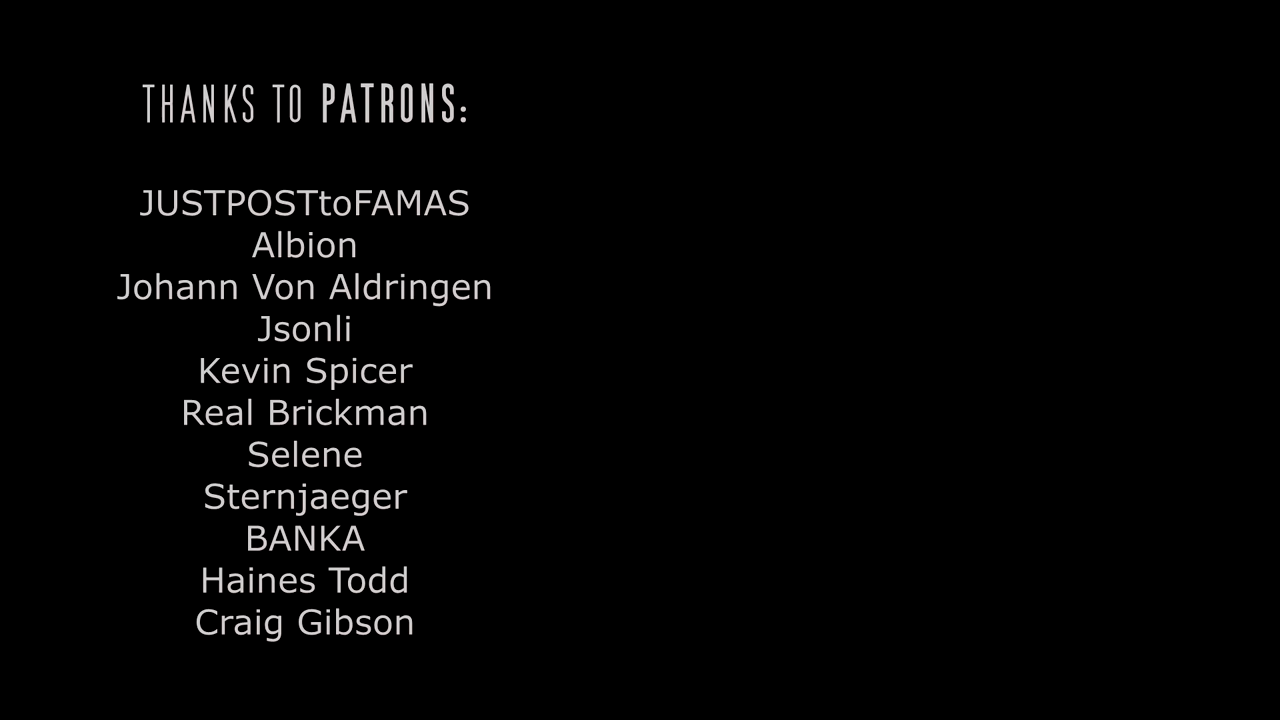 THANKS TO PATRONS:
JUSTPOSTtoFAMAS
Albion
Johann Von Aldringen
Jsonli
Kevin Spicer
Real Brickman
Selene
Sternjaeger
BANKA
Haines Todd
Craig Gibson